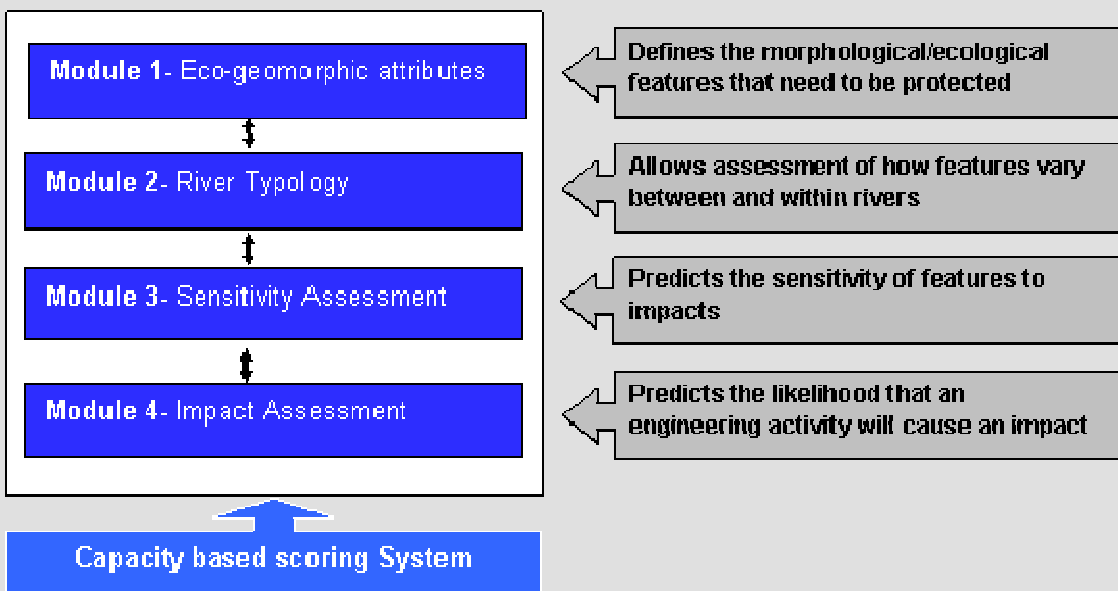 Module 1- Eco-geomorphic attributes
Defines the morphological/ecological
features that need to be protected
Module 2- River Typology
Allows assessment of how features vary
between and within rivers
Module 3- Sensitivity Assessment
Predicts the sensitivity of features to
impacts
Module 4- Impact Assessment
Predicts the likelihood that an
engineering activity will cause an impact
Capacity based scoring System